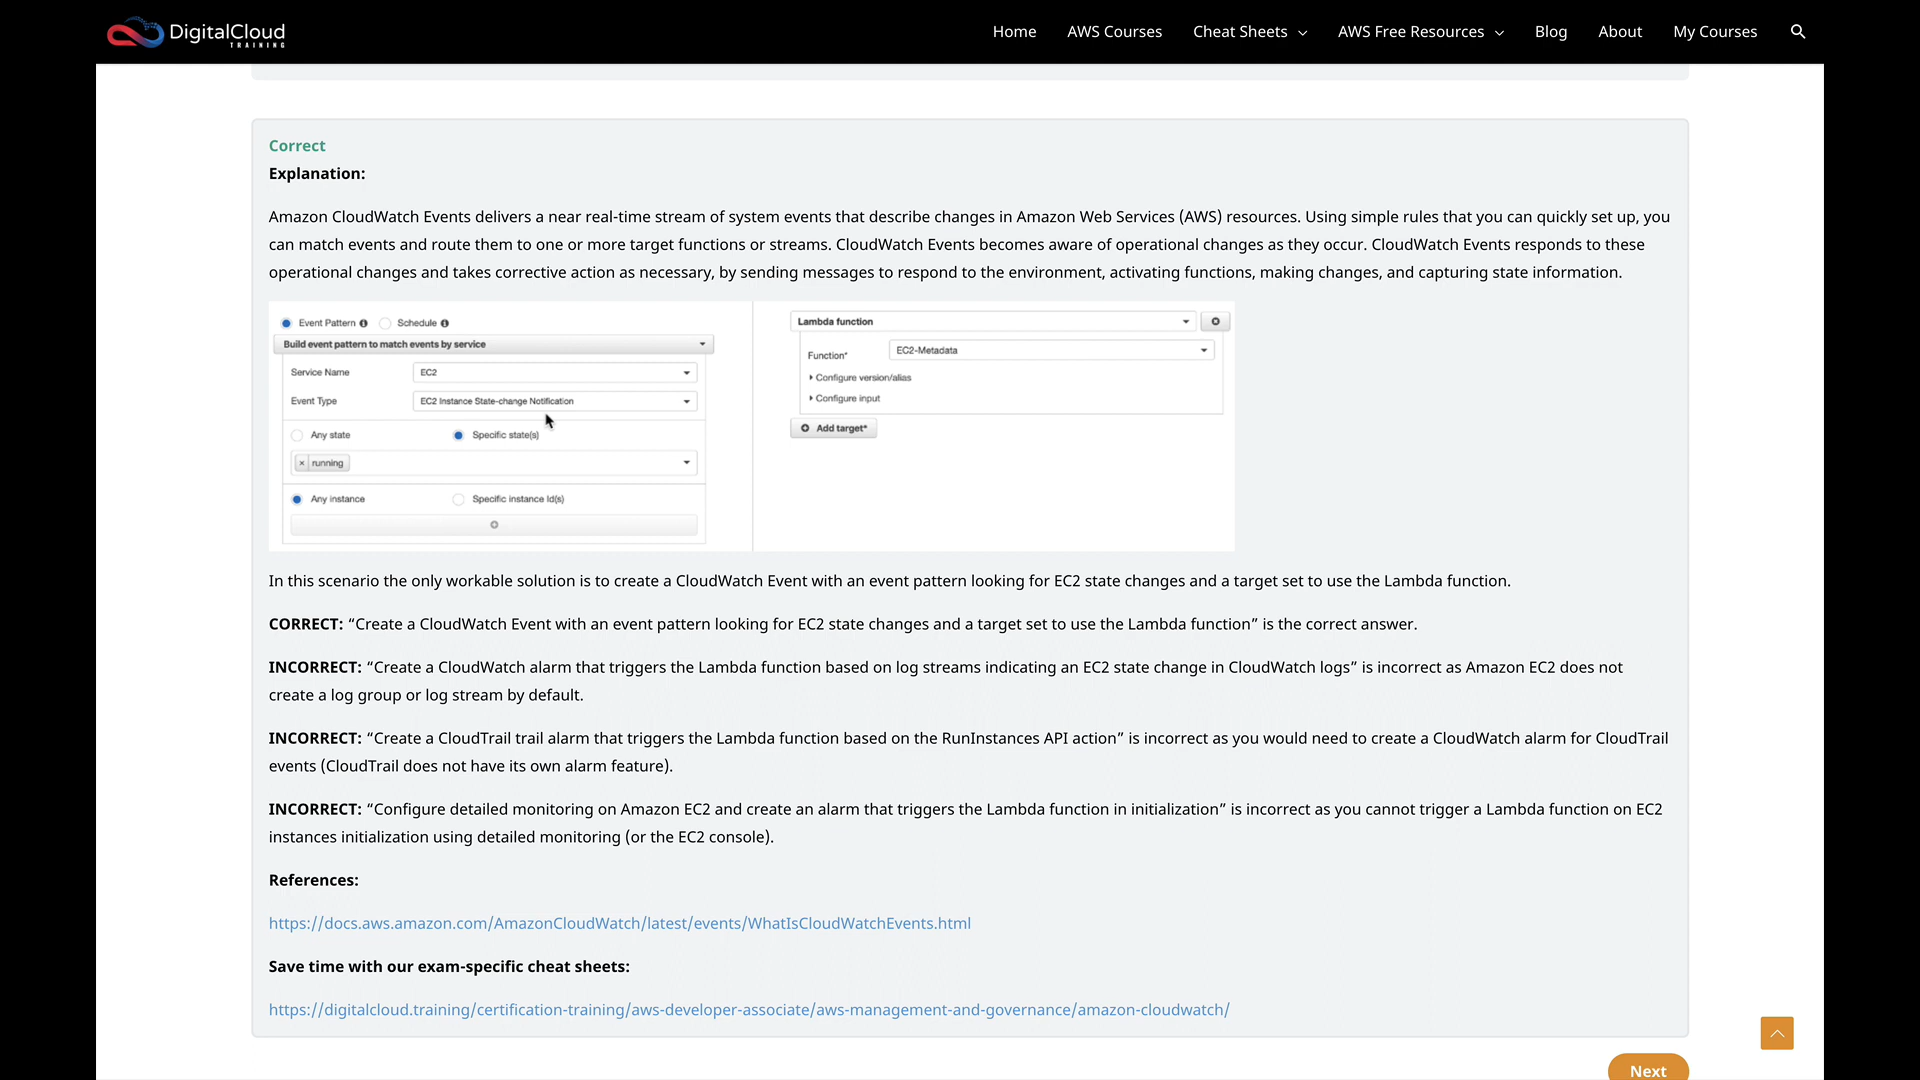 DigitalCloud
TRAINING
Home
AWS Courses
Cheat Sheets
AWS Free Resources
Blog
About
My Courses
Correct
Explanation:
Amazon CloudWatch Events delivers a near real-time stream of system events that describe changes in Amazon Web Services (AWS) resources. Using simple rules that you can quickly set up, you
can match events and route them to one or more target functions or streams. CloudWatch Events becomes aware of operational changes as they occur. CloudWatch Events responds to these
operational changes and takes corrective action as necessary, by sending messages to respond to the environment, activating functions, making changes, and capturing state information.
Event Pattern
Schedule
Build event pattern to match events by service
Service Name
EC2
Event Type
EC2 Instance State-change Notification
Any state
Specific state(s)
× running
Any instance
Specific instance Id(s)
Lambda function
Function*
EC2-Metadata
Configure version/alias
Configure input
Add target*
In this scenario the only workable solution is to create a CloudWatch Event with an event pattern looking for EC2 state changes and a target set to use the Lambda function.
CORRECT: “Create a CloudWatch Event with an event pattern looking for EC2 state changes and a target set to use the Lambda function” is the correct answer.
INCORRECT: “Create a CloudWatch alarm that triggers the Lambda function based on log streams indicating an EC2 state change in CloudWatch logs” is incorrect as Amazon EC2 does not
create a log group or log stream by default.
INCORRECT: “Create a CloudTrail trail alarm that triggers the Lambda function based on the RunInstances API action” is incorrect as you would need to create a CloudWatch alarm for CloudTrail
events (CloudTrail does not have its own alarm feature).
INCORRECT: “Configure detailed monitoring on Amazon EC2 and create an alarm that triggers the Lambda function in initialization” is incorrect as you cannot trigger a Lambda function on EC2
instances initialization using detailed monitoring (or the EC2 console).
References:
https://docs.aws.amazon.com/AmazonCloudWatch/latest/events/WhatIsCloudWatchEvents.html
Save time with our exam-specific cheat sheets:
https://digitalcloud.training/certification-training/aws-developer-associate/aws-management-and-governance/amazon-cloudwatch/
Next